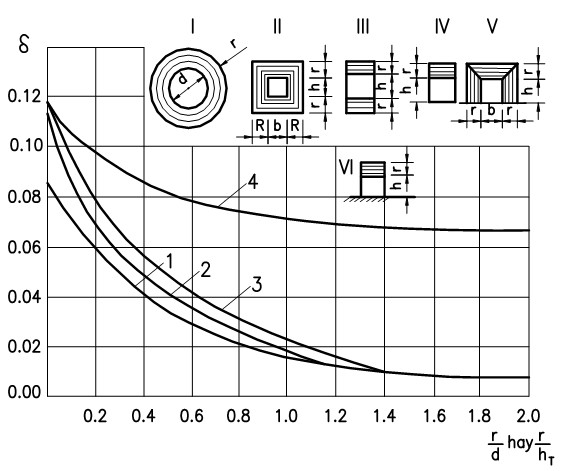 I II III IV V
δ
r
d
r
h
r
R b R
r
h
r
r
h
r
h
r b r
VI
r
h
0.12
0.10
0.08
0.06
0.04
0.02
0.00
4
1
2
3
0.2 0.4 0.6 0.8 1.0 1.2 1.4 1.6 1.8 2.0
r/d hay r/h_T